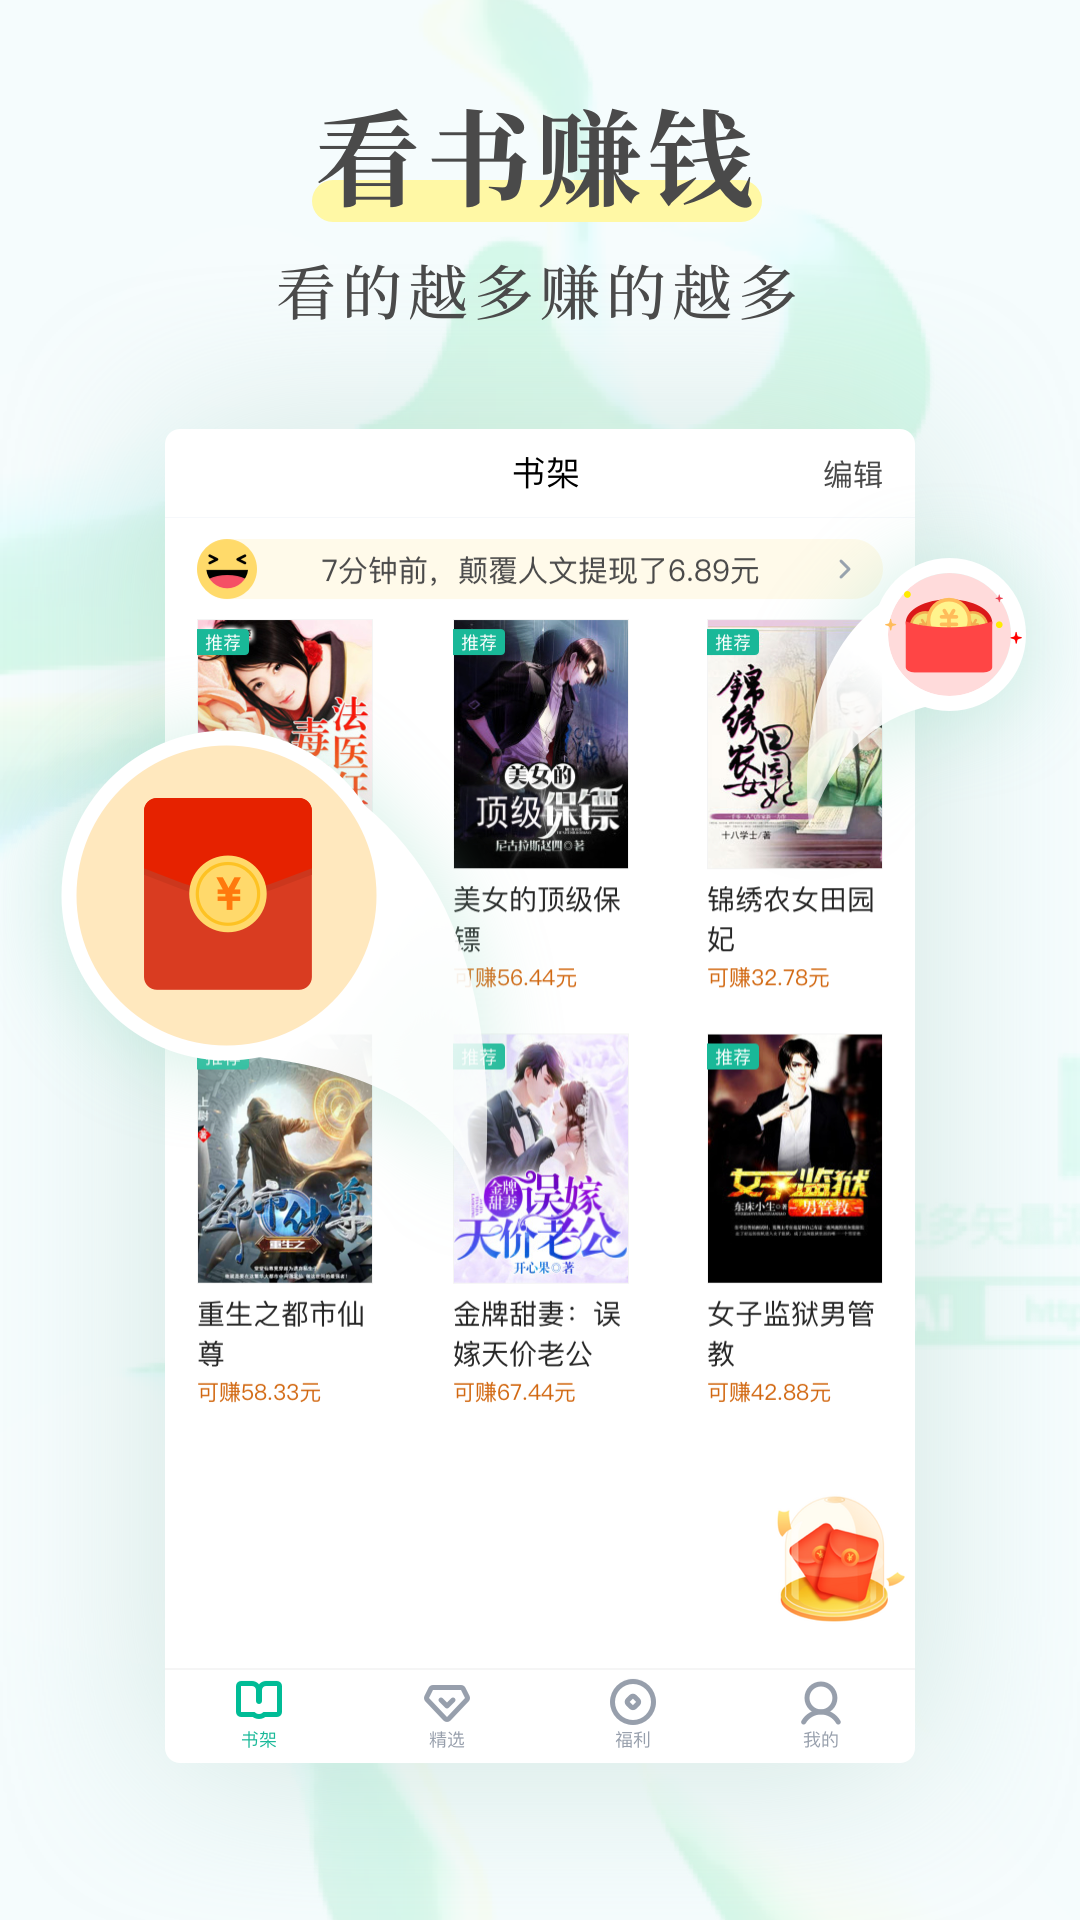 看书赚钱
看的越多赚的越多
书架
编辑
7分钟前，颠覆人文提现了6.89元
推荐
法医狂
毒
推荐
美女的
顶级保镖
尼古拉斯赵四◎著
推荐
錦绣农女田园妃
十八学士/著
美女的顶级保
镖
可赚56.44元
锦绣农女田园
妃
可赚32.78元
推荐
上尉
著
都市仙尊
重生之
推荐
金牌甜妻
误嫁
天价老公
开心果◎著
推荐
女子监狱
东床小生◎著
男管教
重生之都市仙
尊
可赚58.33元
金牌甜妻：误
嫁天价老公
可赚67.44元
女子监狱男管
教
可赚42.88元
书架
精选
福利
我的